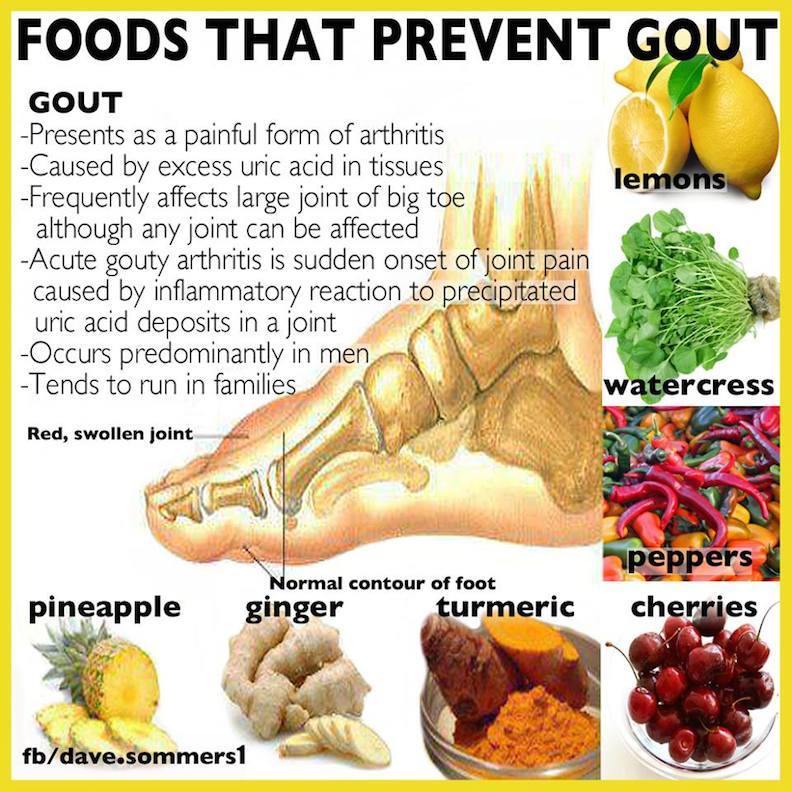 FOODS THAT PREVENT GOUT
GOUT
-Presents as a painful form of arthritis
-Caused by excess uric acid in tissues
-Frequently affects large joint of big toe
although any joint can be affected
-Acute gouty arthritis is sudden onset of joint pain
caused by inflammatory reaction to precipitated
uric acid deposits in a joint
-Occurs predominantly in men
-Tends to run in families
Red, swollen joint
Normal contour of foot
lemons
watercress
peppers
pineapple
ginger
turmeric
cherries
fb/dave.sommers1